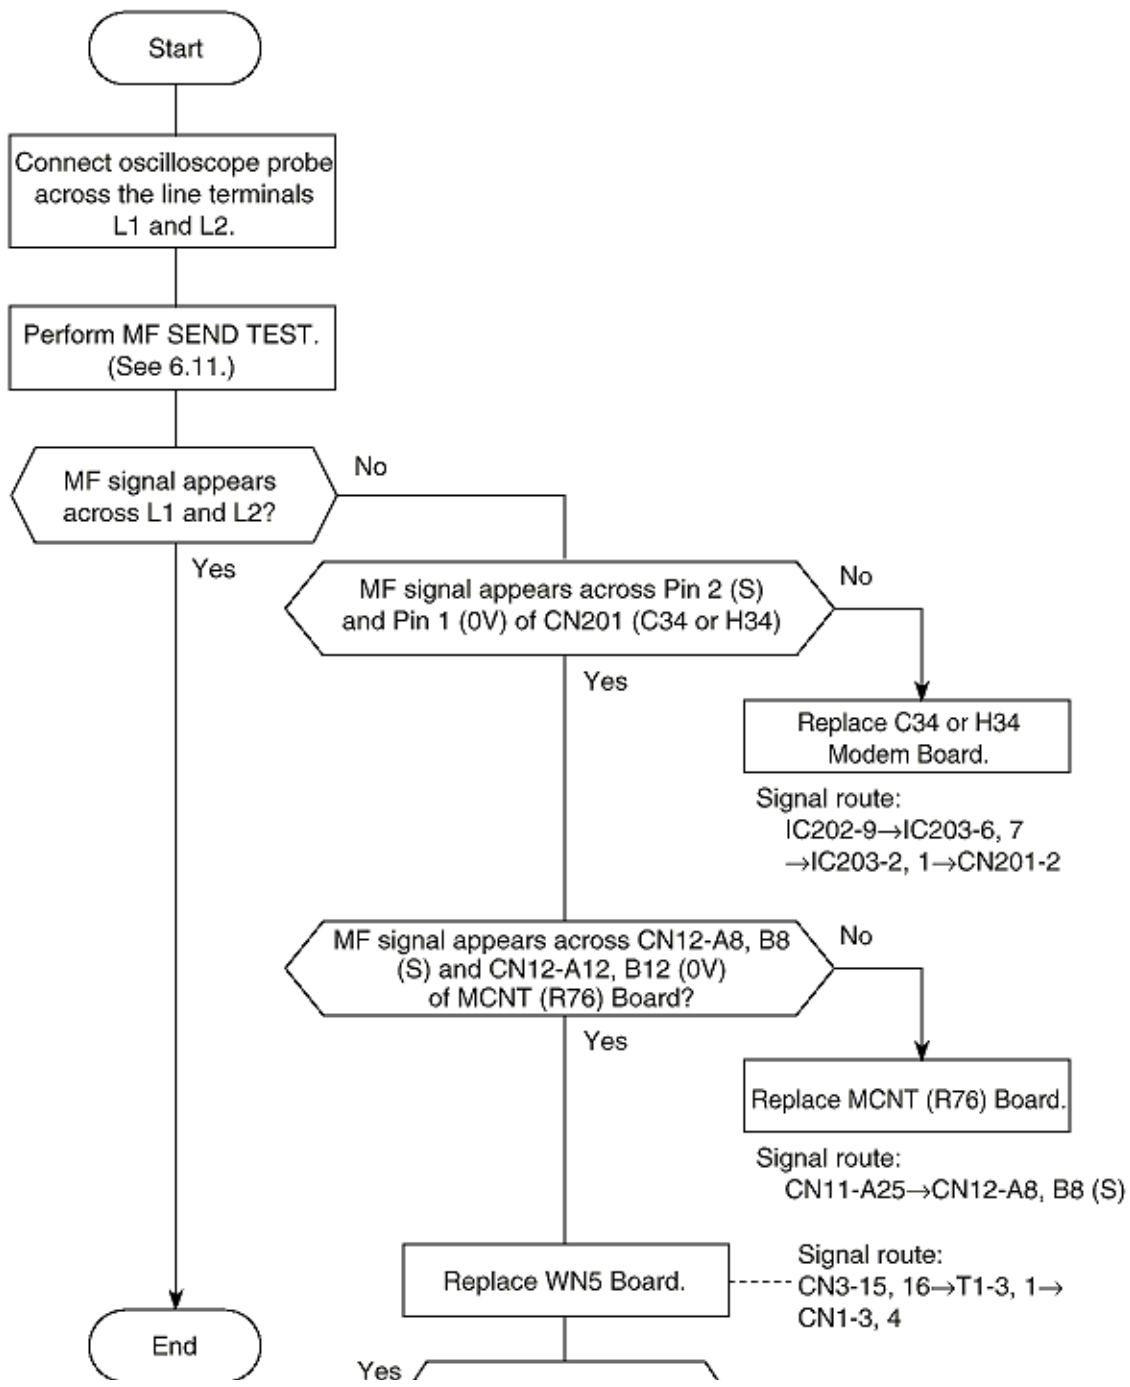 Start
Connect oscilloscope probe
across the line terminals
L1 and L2.
Perform MF SEND TEST.
(See 6.11.)
MF signal appears
across L1 and L2?
No
Yes
MF signal appears across Pin 2 (S)
and Pin 1 (0V) of CN201 (C34 or H34)
No
Yes
Replace C34 or H34
Modem Board.
Signal route:
IC202-9→IC203-6, 7
→IC203-2, 1→CN201-2
MF signal appears across CN12-A8, B8
(S) and CN12-A12, B12 (0V)
of MCNT (R76) Board?
No
Yes
Replace MCNT (R76) Board.
Signal route:
CN11-A25→CN12-A8, B8 (S)
Replace WN5 Board.
Signal route:
CN3-15, 16→T1-3, 1→
CN1-3, 4
End
Yes